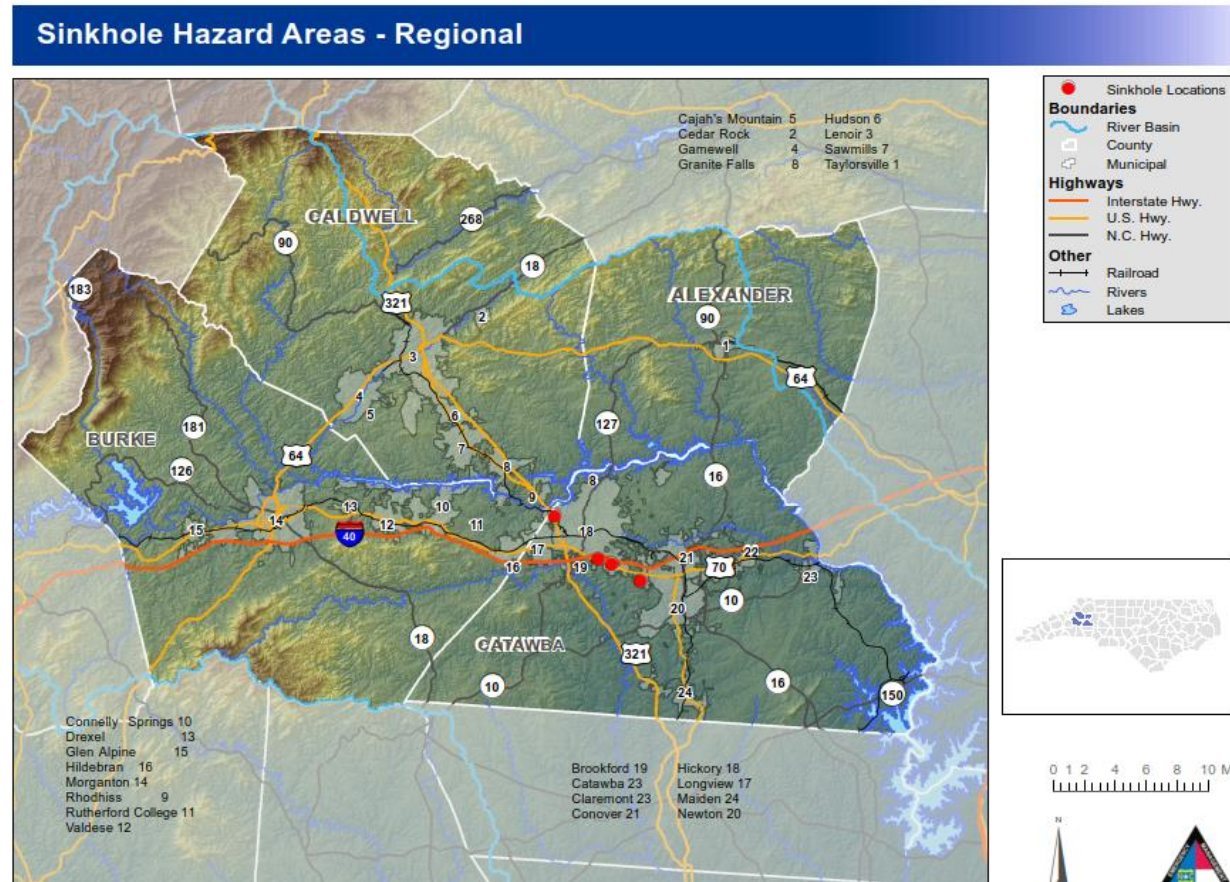 Sinkhole Hazard Areas - Regional
Cajah's Mountain 5 Hudson 6
Cedar Rock 2 Lenoir 3
Gamewell 4 Sawmills 7
Granite Falls 8 Taylorsville 1
Sinkhole Locations
Boundaries
River Basin
County
Municipal
Highways
Interstate Hwy.
U.S. Hwy.
N.C. Hwy.
Other
Railroad
Rivers
Lakes
CALDWELL
268
90
18
183
321
ALEXANDER
90
2
1
3
64
4
5
6
127
181
BURKE
7
64
126
8
8
16
9
13
10
14
15
12
11
18
40
17
21
22
16
19
70
23
10
20
18
CATAWBA
321
10
16
24
150
Connelly Springs 10
Drexel 13
Glen Alpine 15
Hildebran 16
Morganton 14
Rhodhiss 9
Rutherford College 11
Valdese 12
Brookford 19 Hickory 18
Catawba 23 Longview 17
Claremont 23 Maiden 24
Conover 21 Newton 20
0 1 2 4 6 8 10 M
N